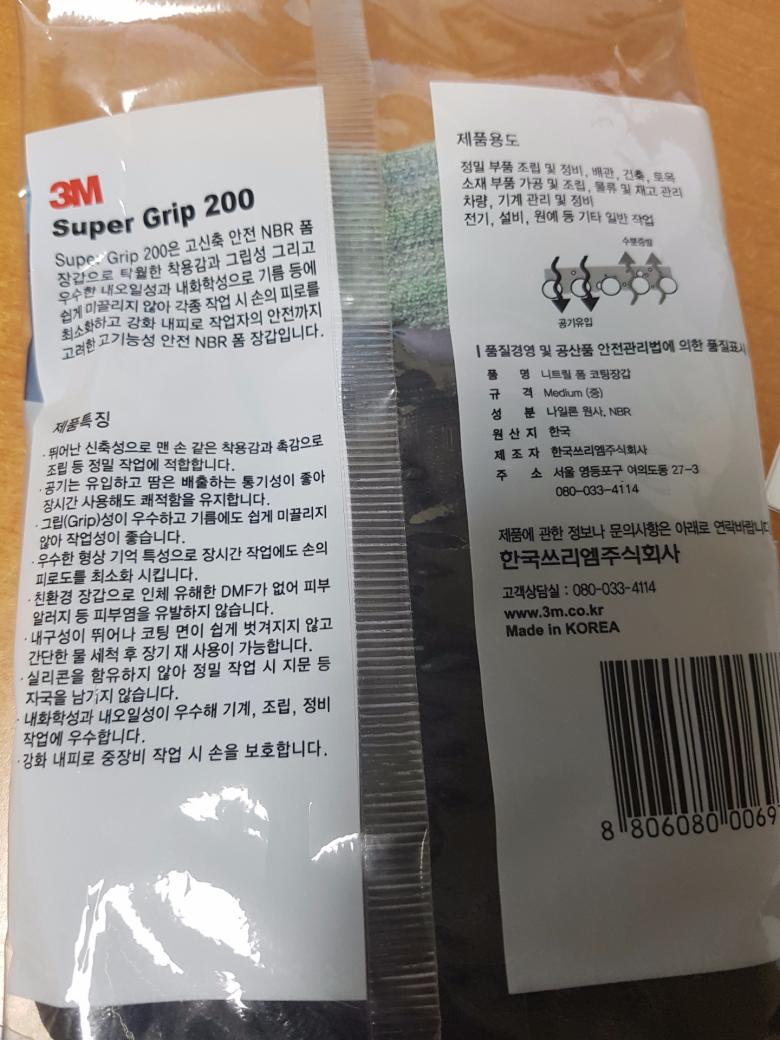 3M
Super Grip 200
Super Grip 200은 고신축 안전 NBR 폼
장갑으로 탁월한 착용감과 그립성 그리고
우수한 내오일성과 내화학성으로 기름 등에
쉽게 미끌리지 않아 각종 작업 시 손의 피로를
최소화하고 강화 내피로 작업자의 안전까지
고려한 고기능성 안전 NBR 폼 장갑입니다.
제품특징
· 뛰어난 신축성으로 맨 손 같은 착용감과 촉감으로
조립 등 정밀 작업에 적합합니다.
· 공기는 유입하고 땀은 배출하는 통기성이 좋아
장시간 사용해도 쾌적함을 유지합니다.
· 그립(Grip)성이 우수하고 기름에도 쉽게 미끌리지
않아 작업성이 좋습니다.
· 우수한 형상 기억 특성으로 장시간 작업에도 손의
피로도를 최소화 시킵니다.
· 친환경 장갑으로 인체 유해한 DMF가 없어 피부
알러지 등 피부염을 유발하지 않습니다.
· 내구성이 뛰어나 코팅 면이 쉽게 벗겨지지 않고
간단한 물 세척 후 장기 재 사용이 가능합니다.
· 실리콘을 함유하지 않아 정밀 작업 시 지문 등
자국을 남기지 않습니다.
· 내화학성과 내오일성이 우수해 기계, 조립, 정비
작업에 우수합니다.
· 강화 내피로 중장비 작업 시 손을 보호합니다.
제품용도
정밀 부품 조립 및 정비, 배관, 건축, 토목
소재 부품 가공 및 조립, 물류 및 재고 관리
차량, 기계 관리 및 정비
전기, 설비, 원예 등 기타 일반 작업
수분증발
공기유입
품질경영 및 공산품 안전관리법에 의한 품질표시
품 명 니트릴 폼 코팅장갑
규 격 Medium (중)
성 분 나일론 원사, NBR
원 산 지 한국
제 조 자 한국쓰리엠주식회사
주 소 서울 영등포구 여의도동 27-3
080-033-4114
제품에 관한 정보나 문의사항은 아래로 연락바랍니다
한국쓰리엠주식회사
고객상담실 : 080-033-4114
www.3m.co.kr
Made in KOREA
8 806080 0069